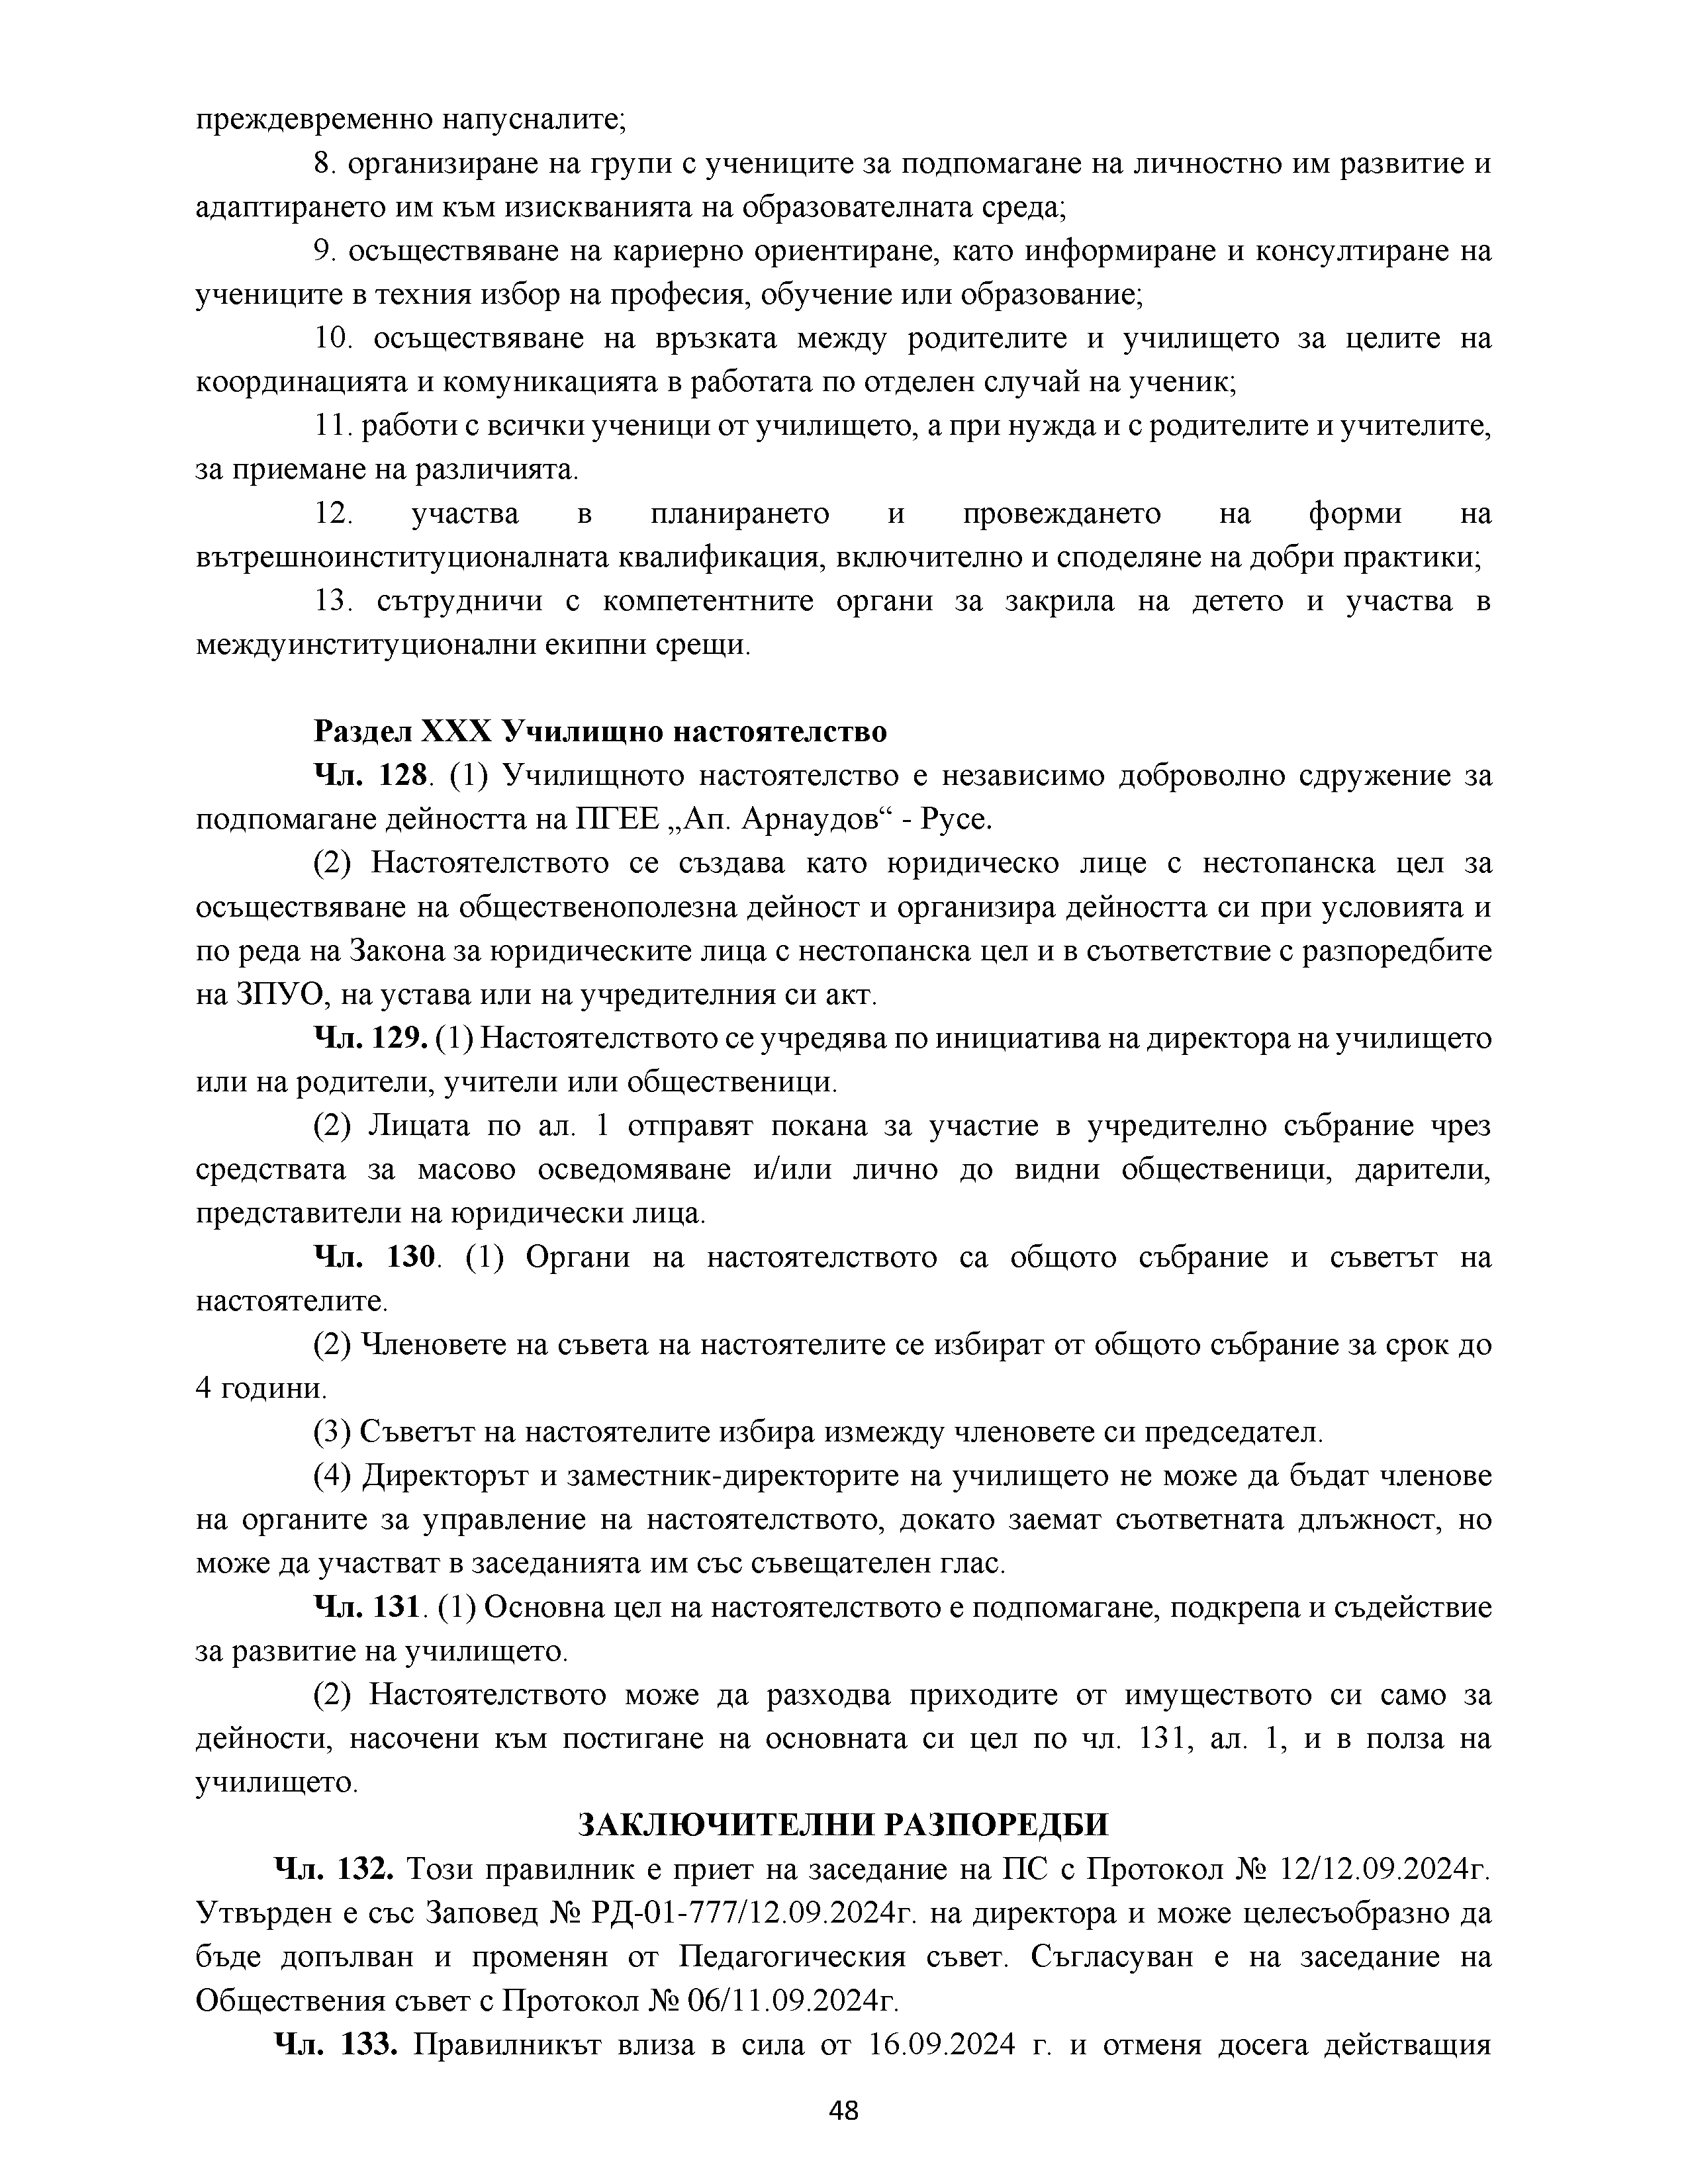 преждевременно напусналите;
8. организиране на групи с учениците за подпомагане на личностно им развитие и
адаптирането им към изискванията на образователната среда;
9. осъществяване на кариерно ориентиране, като информиране и консултиране на
учениците в техния избор на професия, обучение или образование;
10. осъществяване на връзката между родителите и училището за целите на
координацията и комуникацията в работата по отделен случай на ученик;
11. работи с всички ученици от училището, а при нужда и с родителите и учителите,
за приемане на различията.
12. участва в планирането и провеждането на форми на
вътрешноинституционалната квалификация, включително и споделяне на добри практики;
13. сътрудничи с компетентните органи за закрила на детето и участва в
междуинституционални екипни срещи.
Раздел XXX Училищно настоятелство
Чл. 128. (1) Училищното настоятелство е независимо доброволно сдружение за
подпомагане дейността на ПГЕЕ „Ап. Арнаудов“ - Русе.
(2) Настоятелството се създава като юридическо лице с нестопанска цел за
осъществяване на общественополезна дейност и организира дейността си при условията и
по реда на Закона за юридическите лица с нестопанска цел и в съответствие с разпоредбите
на ЗПУО, на устава или на учредителния си акт.
Чл. 129. (1) Настоятелството се учредява по инициатива на директора на училището
или на родители, учители или общественици.
(2) Лицата по ал. 1 отправят покана за участие в учредително събрание чрез
средствата за масово осведомяване и/или лично до видни общественици, дарители,
представители на юридически лица.
Чл. 130. (1) Органи на настоятелството са общото събрание и съветът на
настоятелите.
(2) Членовете на съвета на настоятелите се избират от общото събрание за срок до
4 години.
(3) Съветът на настоятелите избира измежду членовете си председател.
(4) Директорът и заместник-директорите на училището не може да бъдат членове
на органите за управление на настоятелството, докато заемат съответната длъжност, но
може да участват в заседанията им със съвещателен глас.
Чл. 131. (1) Основна цел на настоятелството е подпомагане, подкрепа и съдействие
за развитие на училището.
(2) Настоятелството може да разходва приходите от имуществото си само за
дейности, насочени към постигане на основната си цел по чл. 131, ал. 1, и в полза на
училището.
ЗАКЛЮЧИТЕЛНИ РАЗПОРЕДБИ
Чл. 132. Този правилник е приет на заседание на ПС с Протокол № 12/12.09.2024г.
Утвърден е със Заповед № РД-01-777/12.09.2024г. на директора и може целесъобразно да
бъде допълван и променян от Педагогическия съвет. Съгласуван е на заседание на
Обществения съвет с Протокол № 06/11.09.2024г.
Чл. 133. Правилникът влиза в сила от 16.09.2024 г. и отменя досега действащия
48